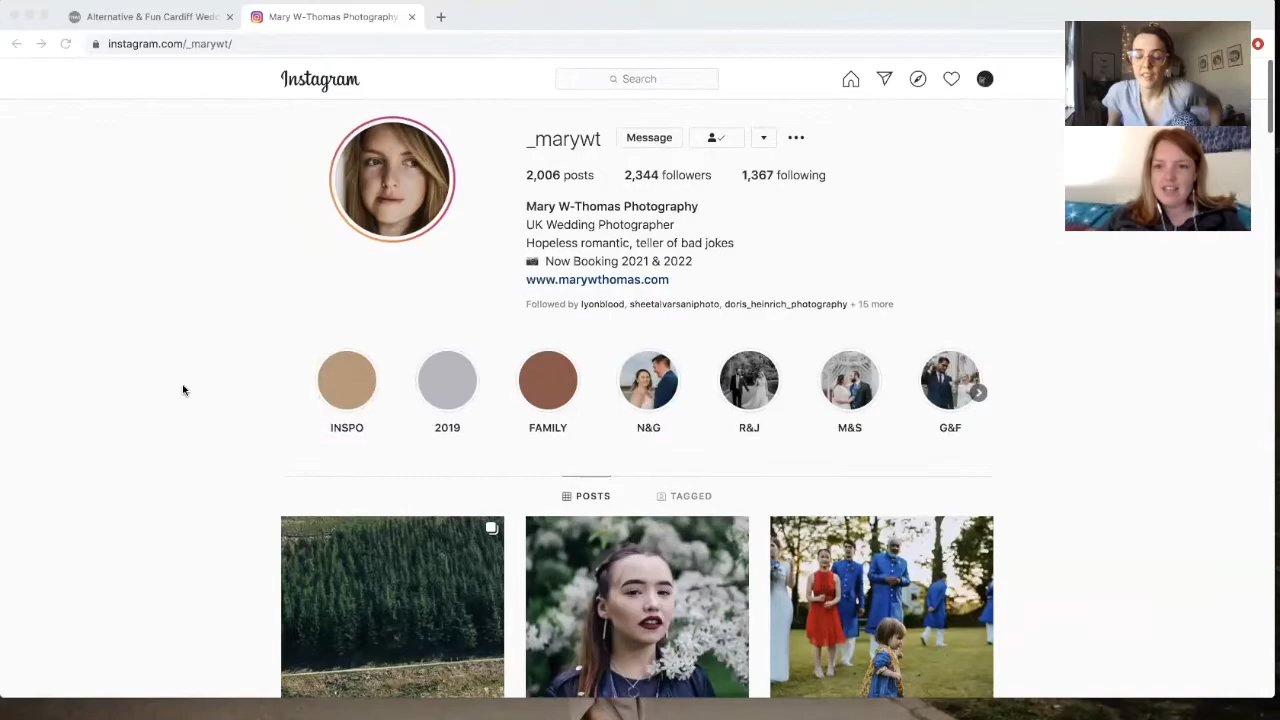 Alternative & Fun Cardiff Wedd
Mary W-Thomas Photography
instagram.com/_marywt/
Instagram
Search
_marywt
Message
2,006 posts
2,344 followers
1,367 following
Mary W-Thomas Photography
UK Wedding Photographer
Hopeless romantic, teller of bad jokes
Now Booking 2021 & 2022
www.marywthomas.com
Followed by lyonblood, sheetalvarsaniphoto, doris_heinrich_photography + 15 more
INSPO
2019
FAMILY
N&G
R&J
M&S
G&F
POSTS
TAGGED